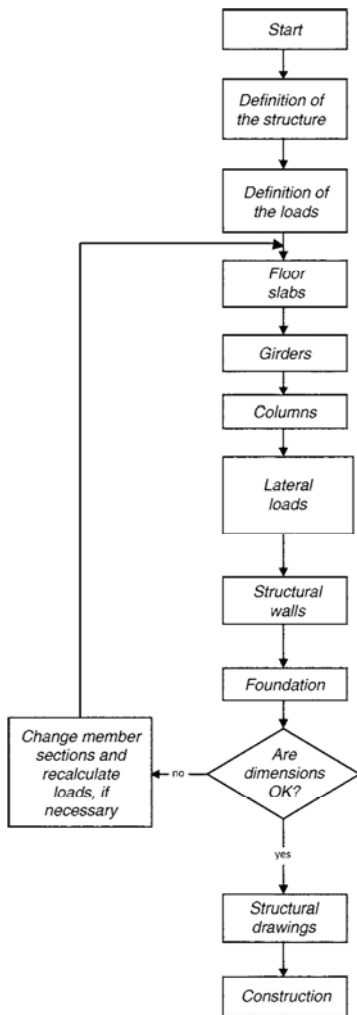 Start
Definition of
the structure
Definition of
the loads
Floor
slabs
Girders
Columns
Lateral
loads
Structural
walls
Foundation
Change member
sections and
recalculate
loads, if
necessary
no
Are
dimensions
OK?
yes
Structural
drawings
Construction